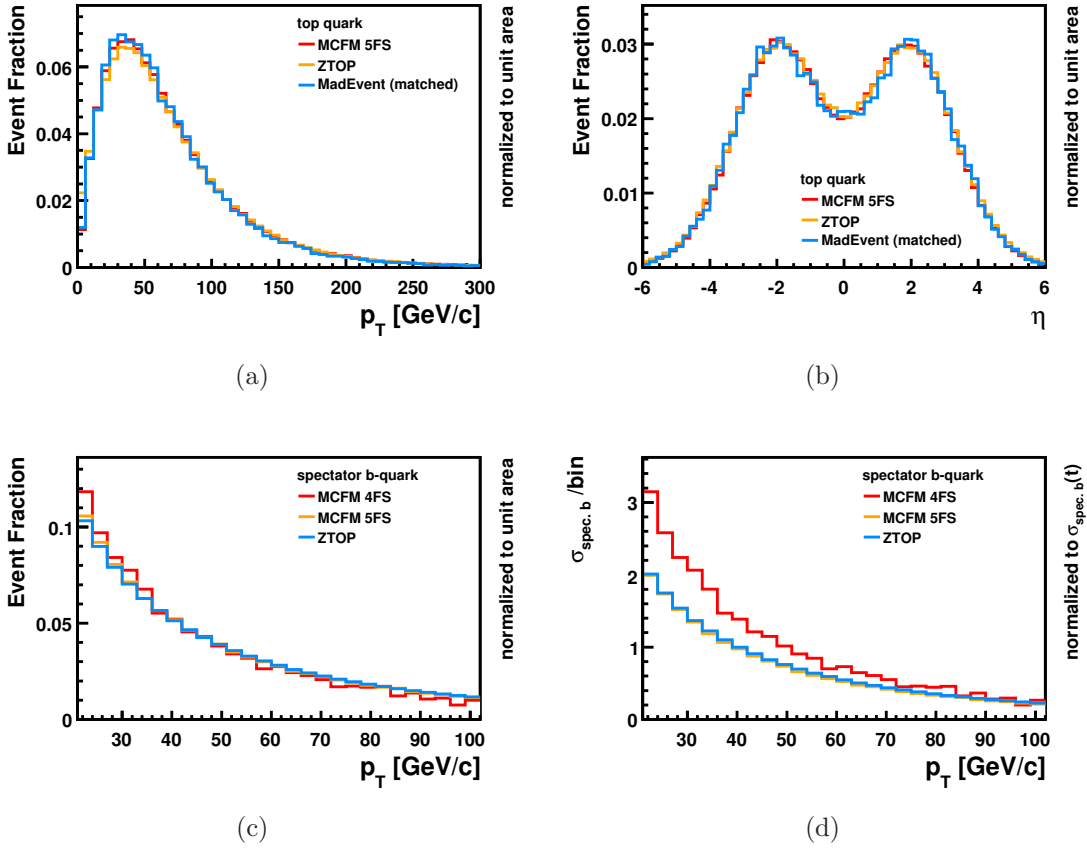 Event Fraction
normalized to unit area
top quark
MCFM 5FS
ZTOP
MadEvent (matched)
0.06
0.04
0.02
0
0 50 100 150 200 250 300
p_T [GeV/c]
(a)
Event Fraction
normalized to unit area
0.03
0.02
0.01
0
top quark
MCFM 5FS
ZTOP
MadEvent (matched)
-6 -4 -2 0 2 4 6
η
(b)
Event Fraction
normalized to unit area
spectator b-quark
MCFM 4FS
MCFM 5FS
ZTOP
0.1
0.05
0
30 40 50 60 70 80 90 100
p_T [GeV/c]
(c)
σ_spec. b /bin
normalized to σ_spec. b(t)
spectator b-quark
MCFM 4FS
MCFM 5FS
ZTOP
3
2
1
0
30 40 50 60 70 80 90 100
p_T [GeV/c]
(d)